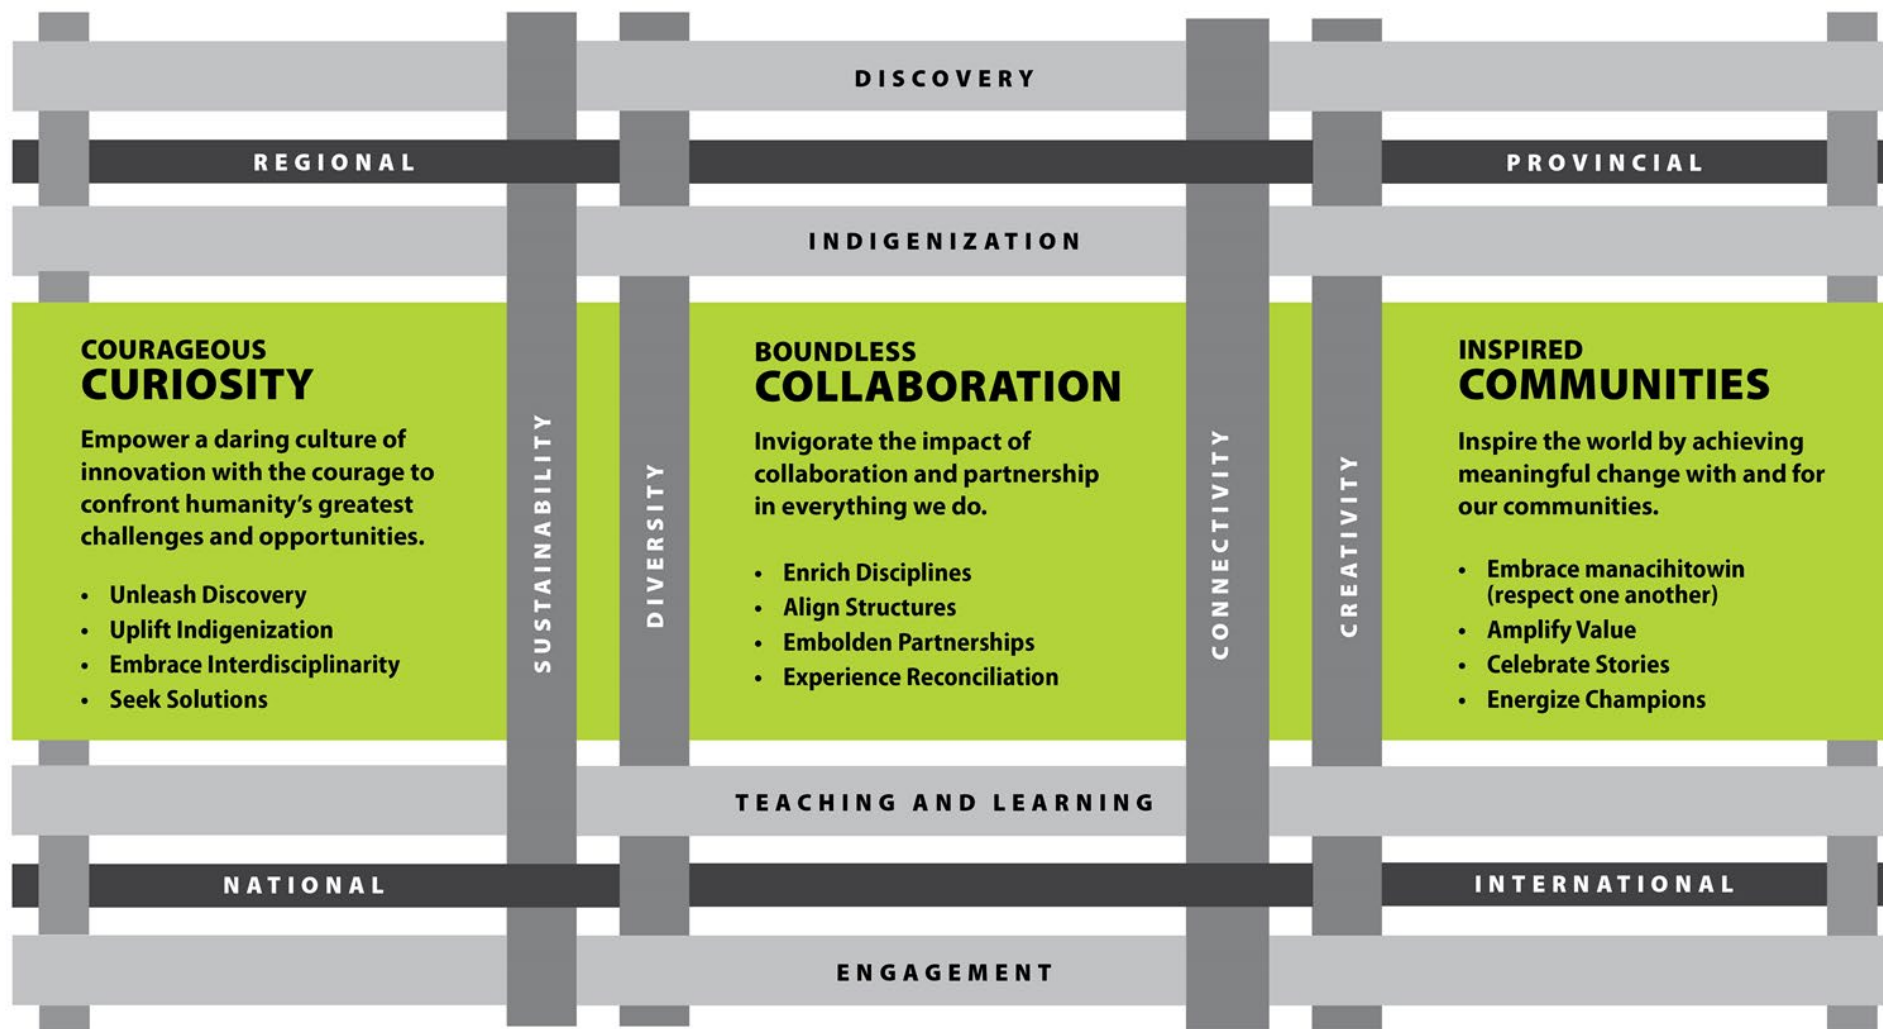 DISCOVERY
REGIONAL
PROVINCIAL
INDIGENIZATION
COURAGEOUS
CURIOSITY
Empower a daring culture of
innovation with the courage to
confront humanity’s greatest
challenges and opportunities.
• Unleash Discovery
• Uplift Indigenization
• Embrace Interdisciplinarity
• Seek Solutions
SUSTAINABILITY
DIVERSITY
BOUNDLESS
COLLABORATION
Invigorate the impact of
collaboration and partnership
in everything we do.
• Enrich Disciplines
• Align Structures
• Embolden Partnerships
• Experience Reconciliation
CONNECTIVITY
CREATIVITY
INSPIRED
COMMUNITIES
Inspire the world by achieving
meaningful change with and for
our communities.
• Embrace manacihitowin
(respect one another)
• Amplify Value
• Celebrate Stories
• Energize Champions
TEACHING AND LEARNING
NATIONAL
INTERNATIONAL
ENGAGEMENT